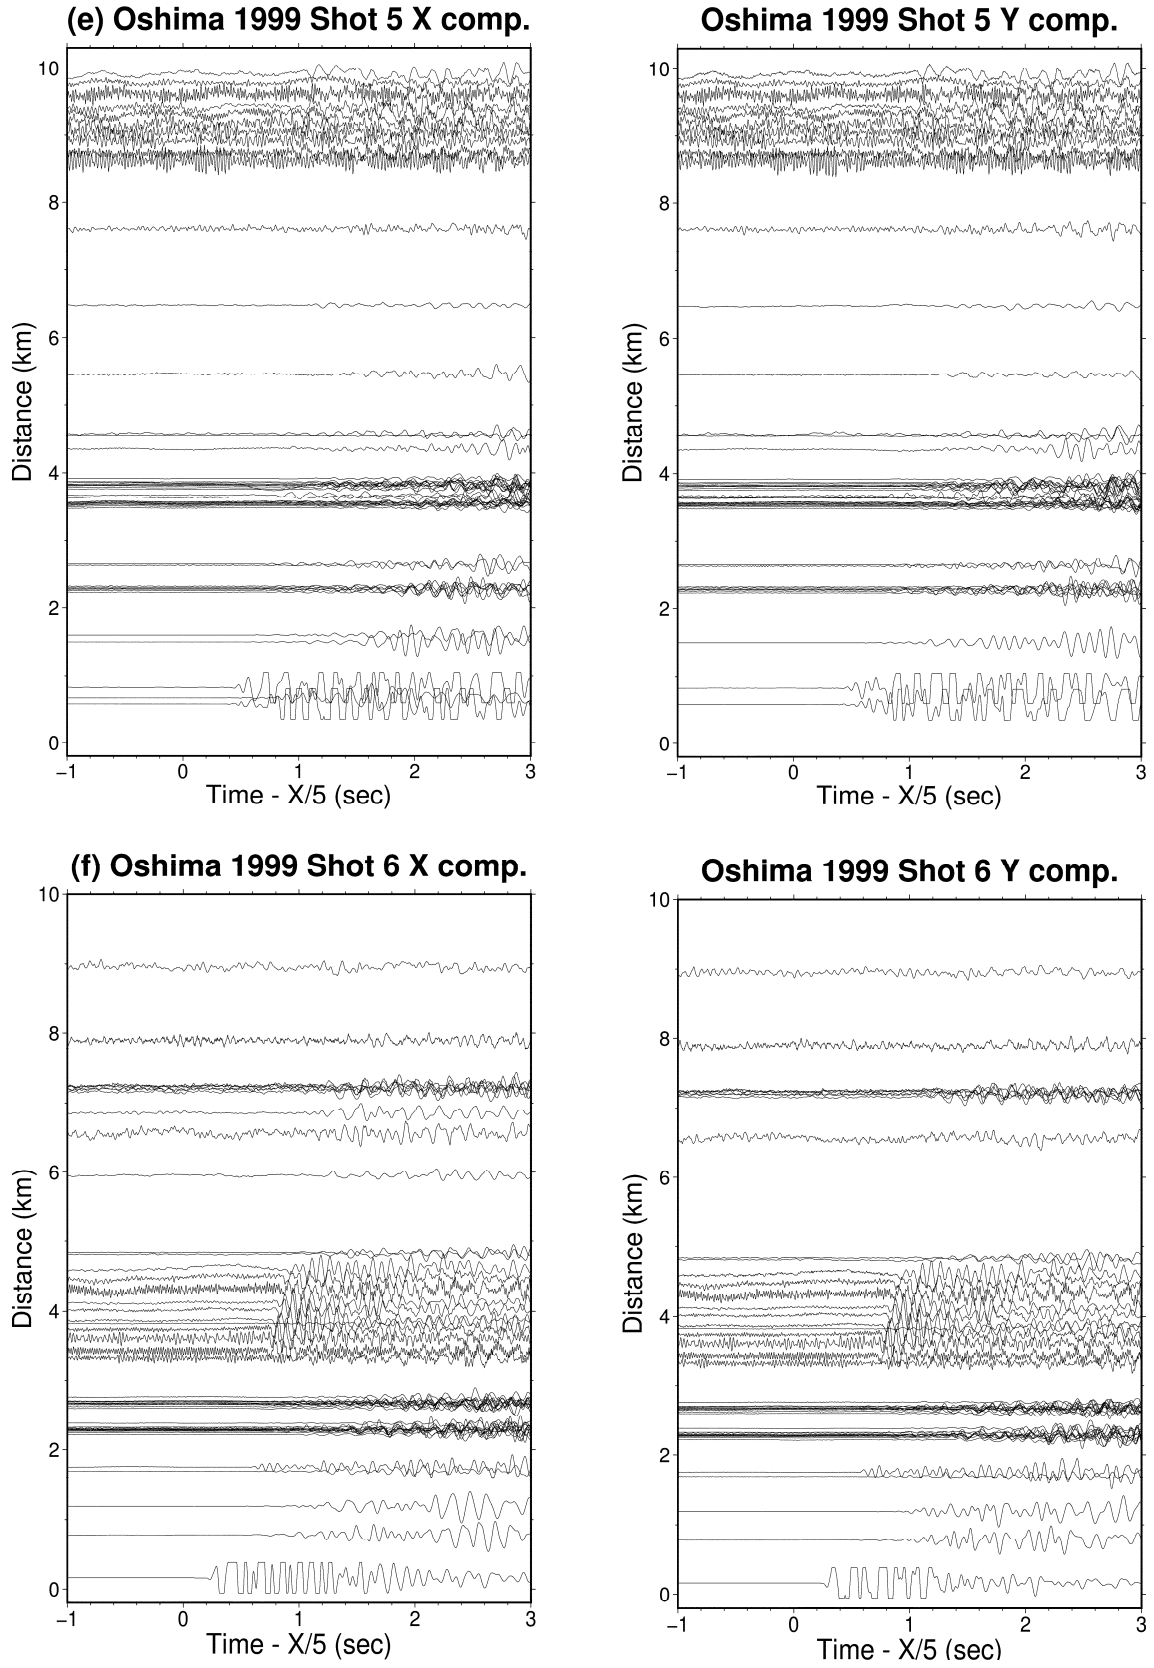 (e) Oshima 1999 Shot 5 X comp.
10
8
6
4
2
0
Distance (km)
−1 0 1 2 3
Time - X/5 (sec)
Oshima 1999 Shot 5 Y comp.
10
8
6
4
2
0
Distance (km)
−1 0 1 2 3
Time - X/5 (sec)
(f) Oshima 1999 Shot 6 X comp.
10
8
6
4
2
0
Distance (km)
−1 0 1 2 3
Time - X/5 (sec)
Oshima 1999 Shot 6 Y comp.
10
8
6
4
2
0
Distance (km)
−1 0 1 2 3
Time - X/5 (sec)